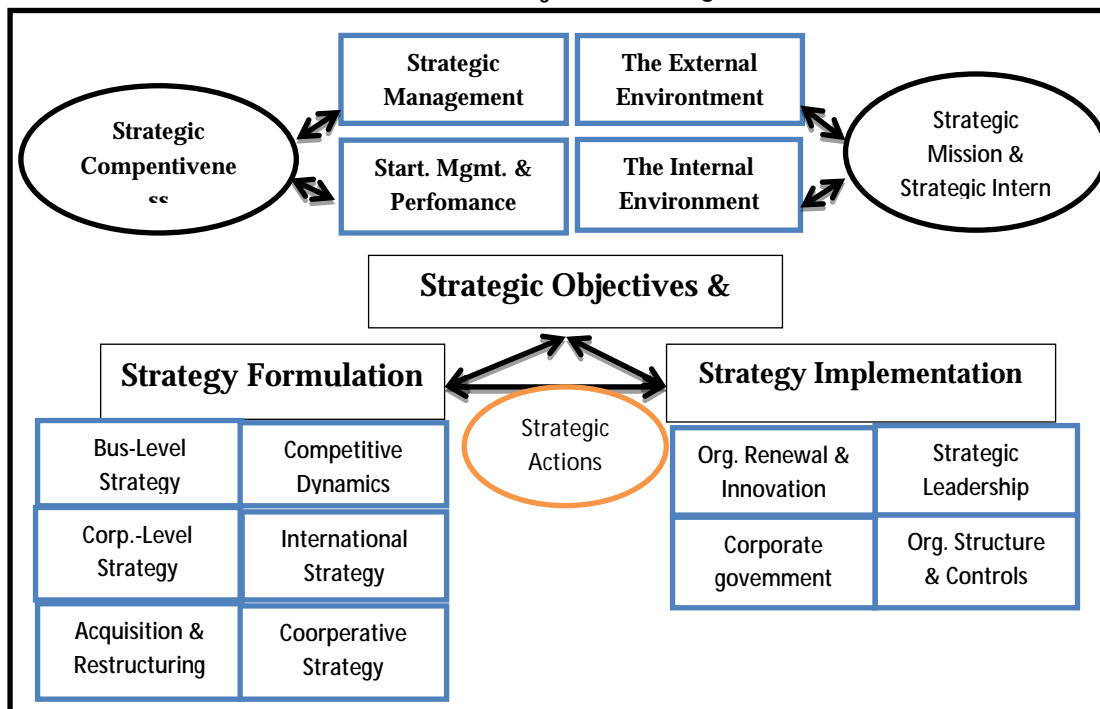 Strategic
Management
The External
Environtment
Strategic
Compentivene
ss
Start. Mgmt. &
Perfomance
The Internal
Environment
Strategic
Mission &
Strategic Intern
Strategic Objectives &
Strategy Formulation
Strategy Implementation
Strategic
Actions
Bus-Level
Strategy
Competitive
Dynamics
Org. Renewal &
Innovation
Strategic
Leadership
Corp.-Level
Strategy
International
Strategy
Corporate
govemment
Org. Structure
& Controls
Acquisition &
Restructuring
Coorperative
Strategy